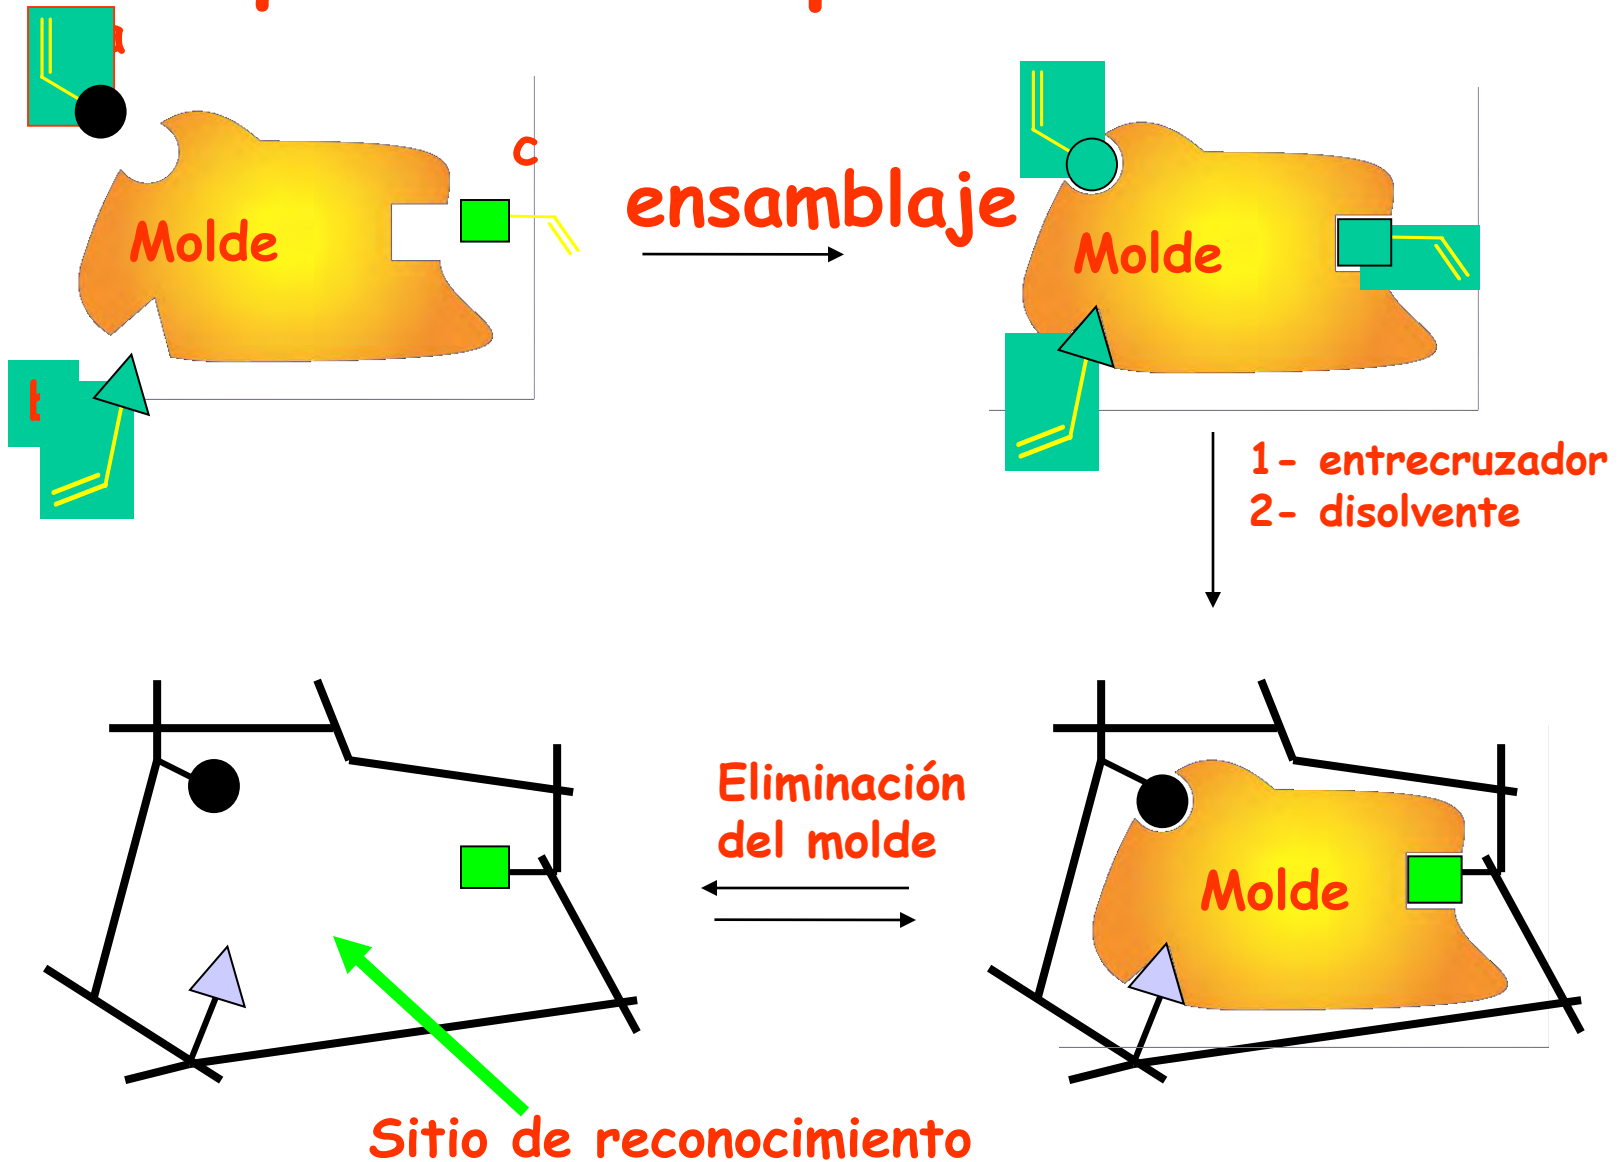 a
c
ensamblaje
Molde
Molde
1- entrecruzador
2- disolvente
Eliminación
del molde
Molde
Sitio de reconocimiento